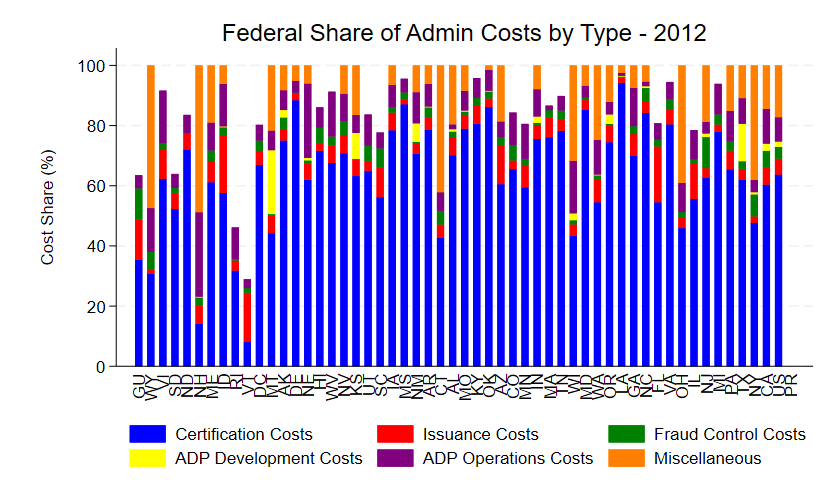 Federal Share of Admin Costs by Type - 2012
Cost Share (%)
100
80
60
40
20
0
GU WY VI SD ND NH ME ID RI VT DC MT AK DE NE HI WV NV KS UT SC IA MS NM AR CT AL MO KY OK AZ CO MN IN MA TN WI MD WA OR LA GA NC FL VA OH IL NJ MI PA TX NY CA US PR
Certification Costs Issuance Costs Fraud Control Costs
ADP Development Costs ADP Operations Costs Miscellaneous